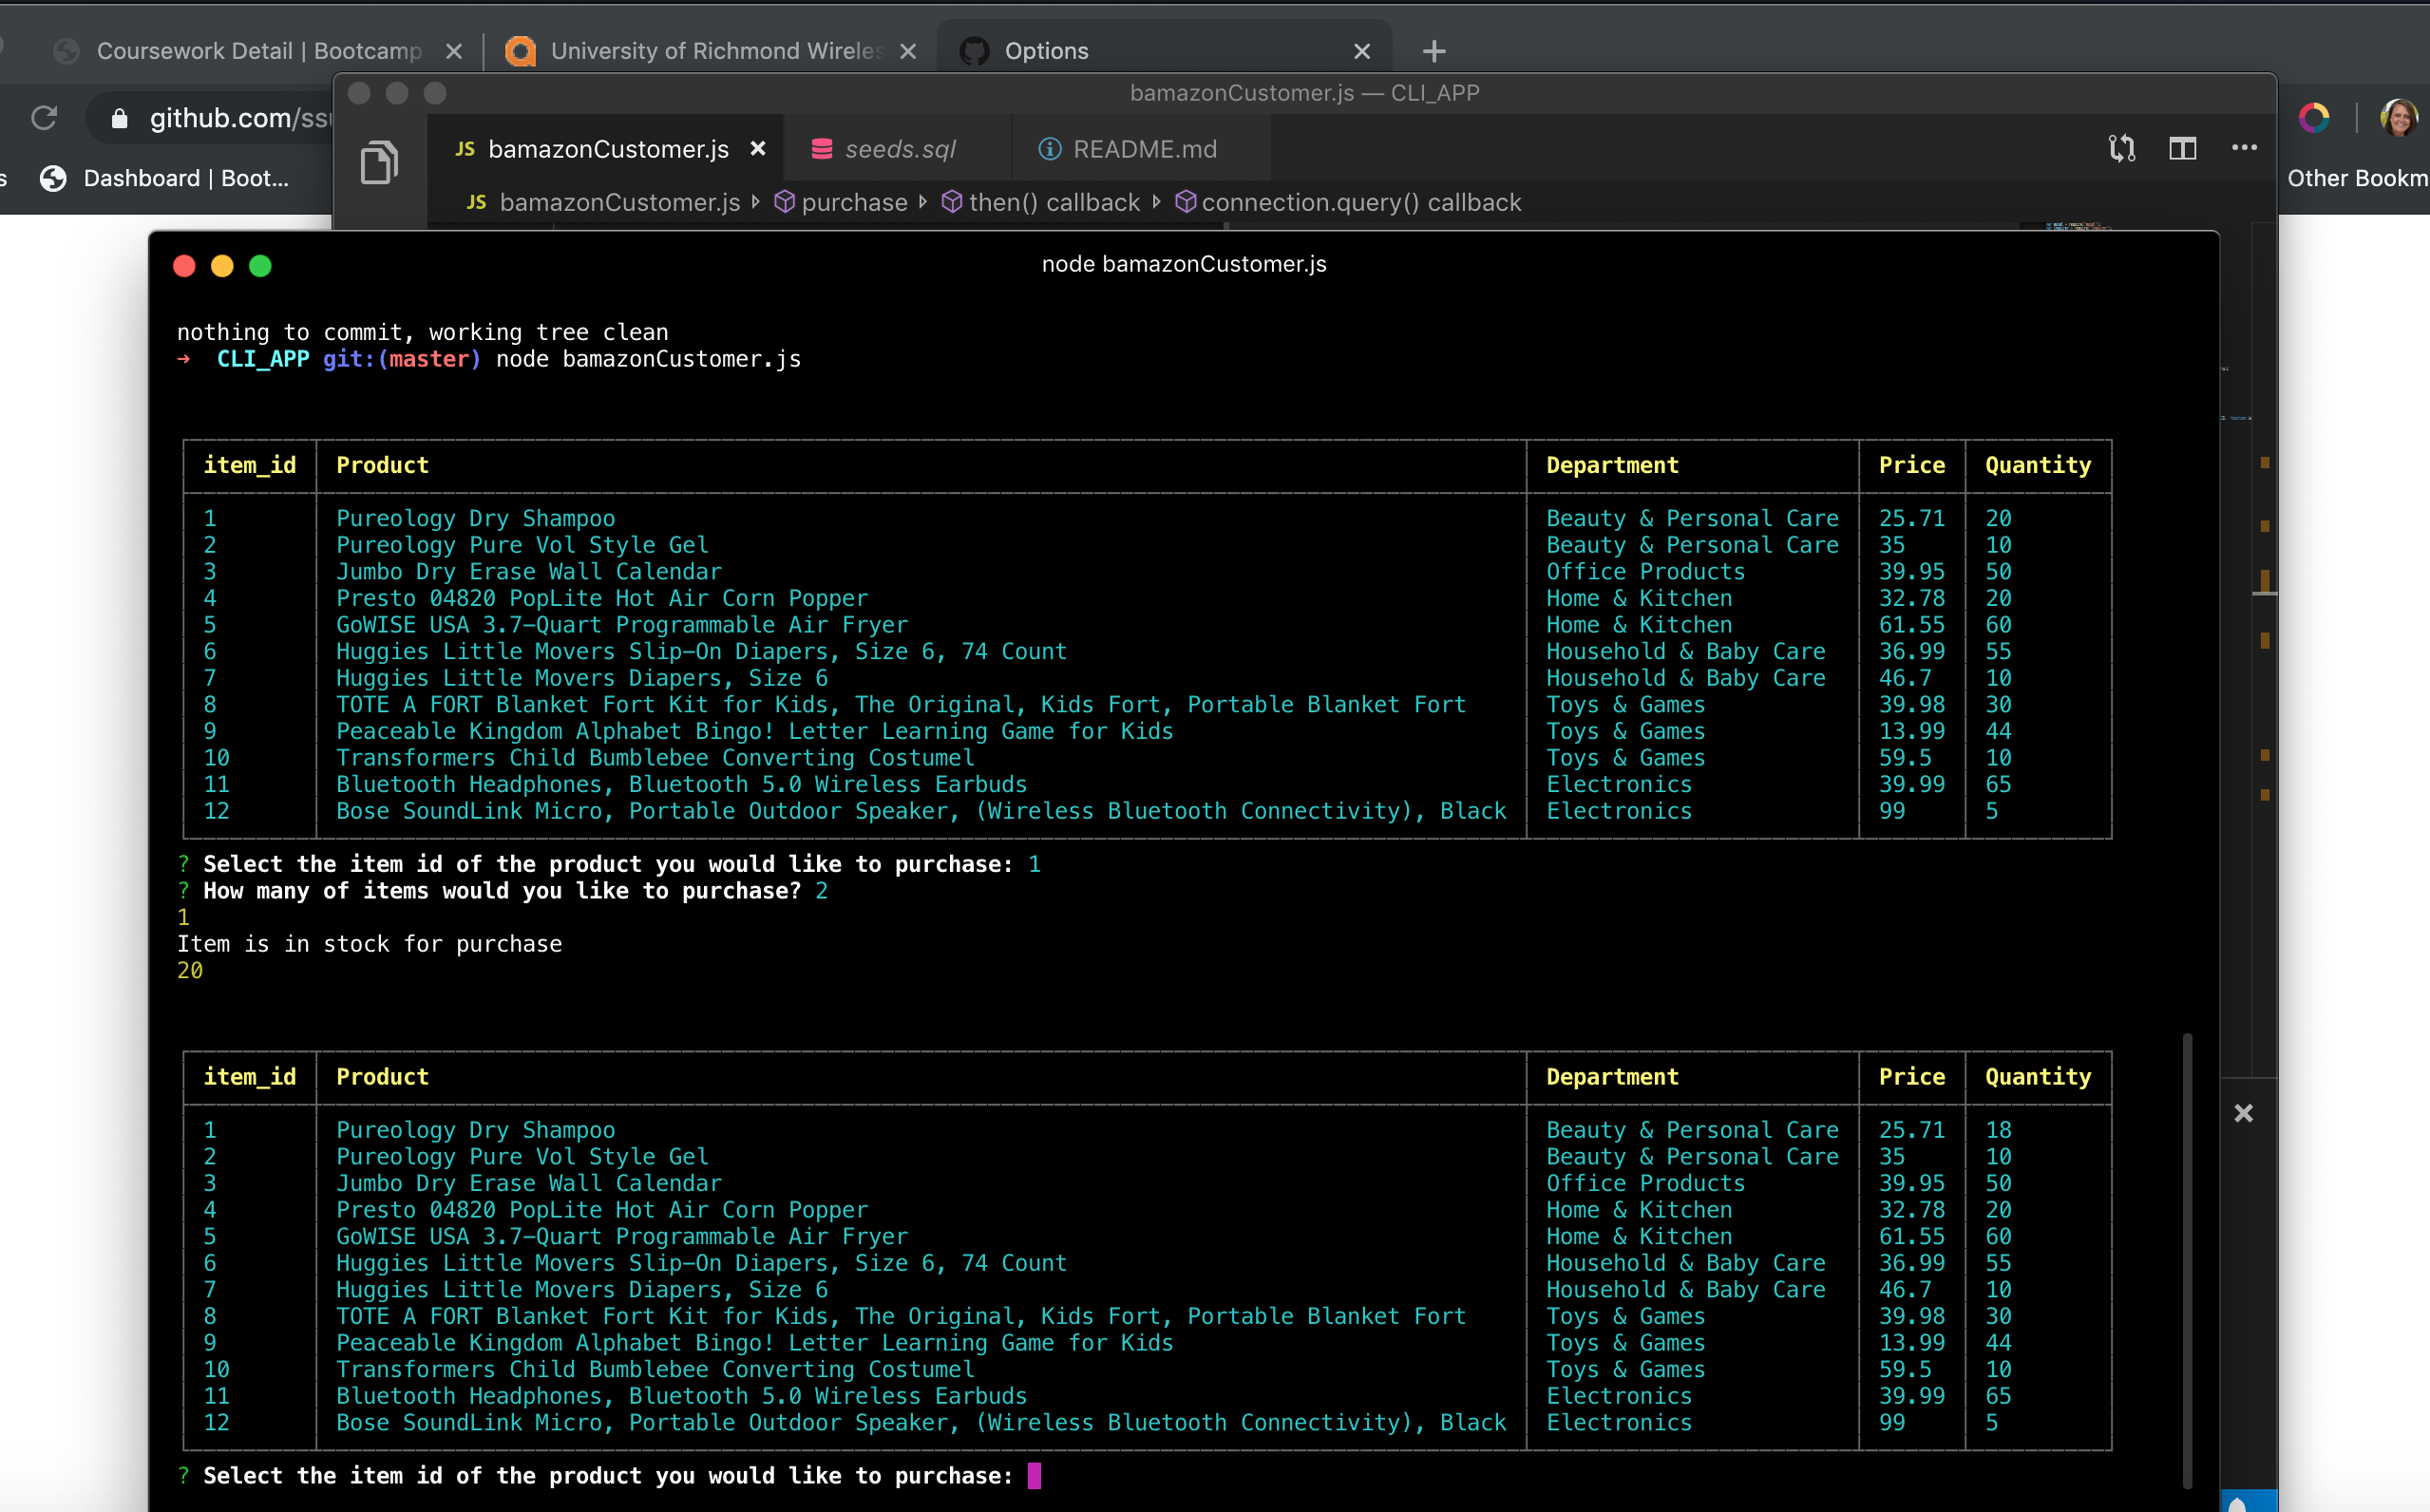 Coursework Detail | Bootcamp
University of Richmond Wireles
Options
bamazonCustomer.js — CLI_APP
github.com/ssu
JS bamazonCustomer.js
seeds.sql
README.md
s Dashboard | Boot...
Other Bookm
JS bamazonCustomer.js purchase then() callback connection.query() callback
node bamazonCustomer.js
nothing to commit, working tree clean
→ CLI_APP git:(master) node bamazonCustomer.js
item_id Product Department Price Quantity
1 Pureology Dry Shampoo Beauty & Personal Care 25.71 20
2 Pureology Pure Vol Style Gel Beauty & Personal Care 35 10
3 Jumbo Dry Erase Wall Calendar Office Products 39.95 50
4 Presto 04820 PopLite Hot Air Corn Popper Home & Kitchen 32.78 20
5 GoWISE USA 3.7-Quart Programmable Air Fryer Home & Kitchen 61.55 60
6 Huggies Little Movers Slip-On Diapers, Size 6, 74 Count Household & Baby Care 36.99 55
7 Huggies Little Movers Diapers, Size 6 Household & Baby Care 46.7 10
8 TOTE A FORT Blanket Fort Kit for Kids, The Original, Kids Fort, Portable Blanket Fort Toys & Games 39.98 30
9 Peaceable Kingdom Alphabet Bingo! Letter Learning Game for Kids Toys & Games 13.99 44
10 Transformers Child Bumblebee Converting Costumel Toys & Games 59.5 10
11 Bluetooth Headphones, Bluetooth 5.0 Wireless Earbuds Electronics 39.99 65
12 Bose SoundLink Micro, Portable Outdoor Speaker, (Wireless Bluetooth Connectivity), Black Electronics 99 5
? Select the item id of the product you would like to purchase: 1
? How many of items would you like to purchase? 2
1
Item is in stock for purchase
20
item_id Product Department Price Quantity
1 Pureology Dry Shampoo Beauty & Personal Care 25.71 18
2 Pureology Pure Vol Style Gel Beauty & Personal Care 35 10
3 Jumbo Dry Erase Wall Calendar Office Products 39.95 50
4 Presto 04820 PopLite Hot Air Corn Popper Home & Kitchen 32.78 20
5 GoWISE USA 3.7-Quart Programmable Air Fryer Home & Kitchen 61.55 60
6 Huggies Little Movers Slip-On Diapers, Size 6, 74 Count Household & Baby Care 36.99 55
7 Huggies Little Movers Diapers, Size 6 Household & Baby Care 46.7 10
8 TOTE A FORT Blanket Fort Kit for Kids, The Original, Kids Fort, Portable Blanket Fort Toys & Games 39.98 30
9 Peaceable Kingdom Alphabet Bingo! Letter Learning Game for Kids Toys & Games 13.99 44
10 Transformers Child Bumblebee Converting Costumel Toys & Games 59.5 10
11 Bluetooth Headphones, Bluetooth 5.0 Wireless Earbuds Electronics 39.99 65
12 Bose SoundLink Micro, Portable Outdoor Speaker, (Wireless Bluetooth Connectivity), Black Electronics 99 5
? Select the item id of the product you would like to purchase: